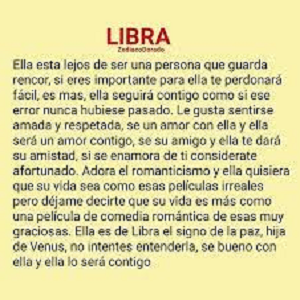 LIBRA
ZodiacoDorado
Ella esta lejos de ser una persona que guarda
rencor, si eres importante para ella te perdonará
fácil, es mas, ella seguirá contigo como si ese
error nunca hubiese pasado. Le gusta sentirse
amada y respetada, se un amor con ella y ella
será un amor contigo, se su amigo y ella te dará
su amistad, si se enamora de ti considerate
afortunado. Adora el romanticismo y ella quisiera
que su vida sea como esas películas irreales
pero déjame decirte que su vida es más como
una película de comedia romántica de esas muy
graciosas. Ella es de Libra el signo de la paz, hija
de Venus, no intentes entenderla, se bueno con
ella y ella lo será contigo